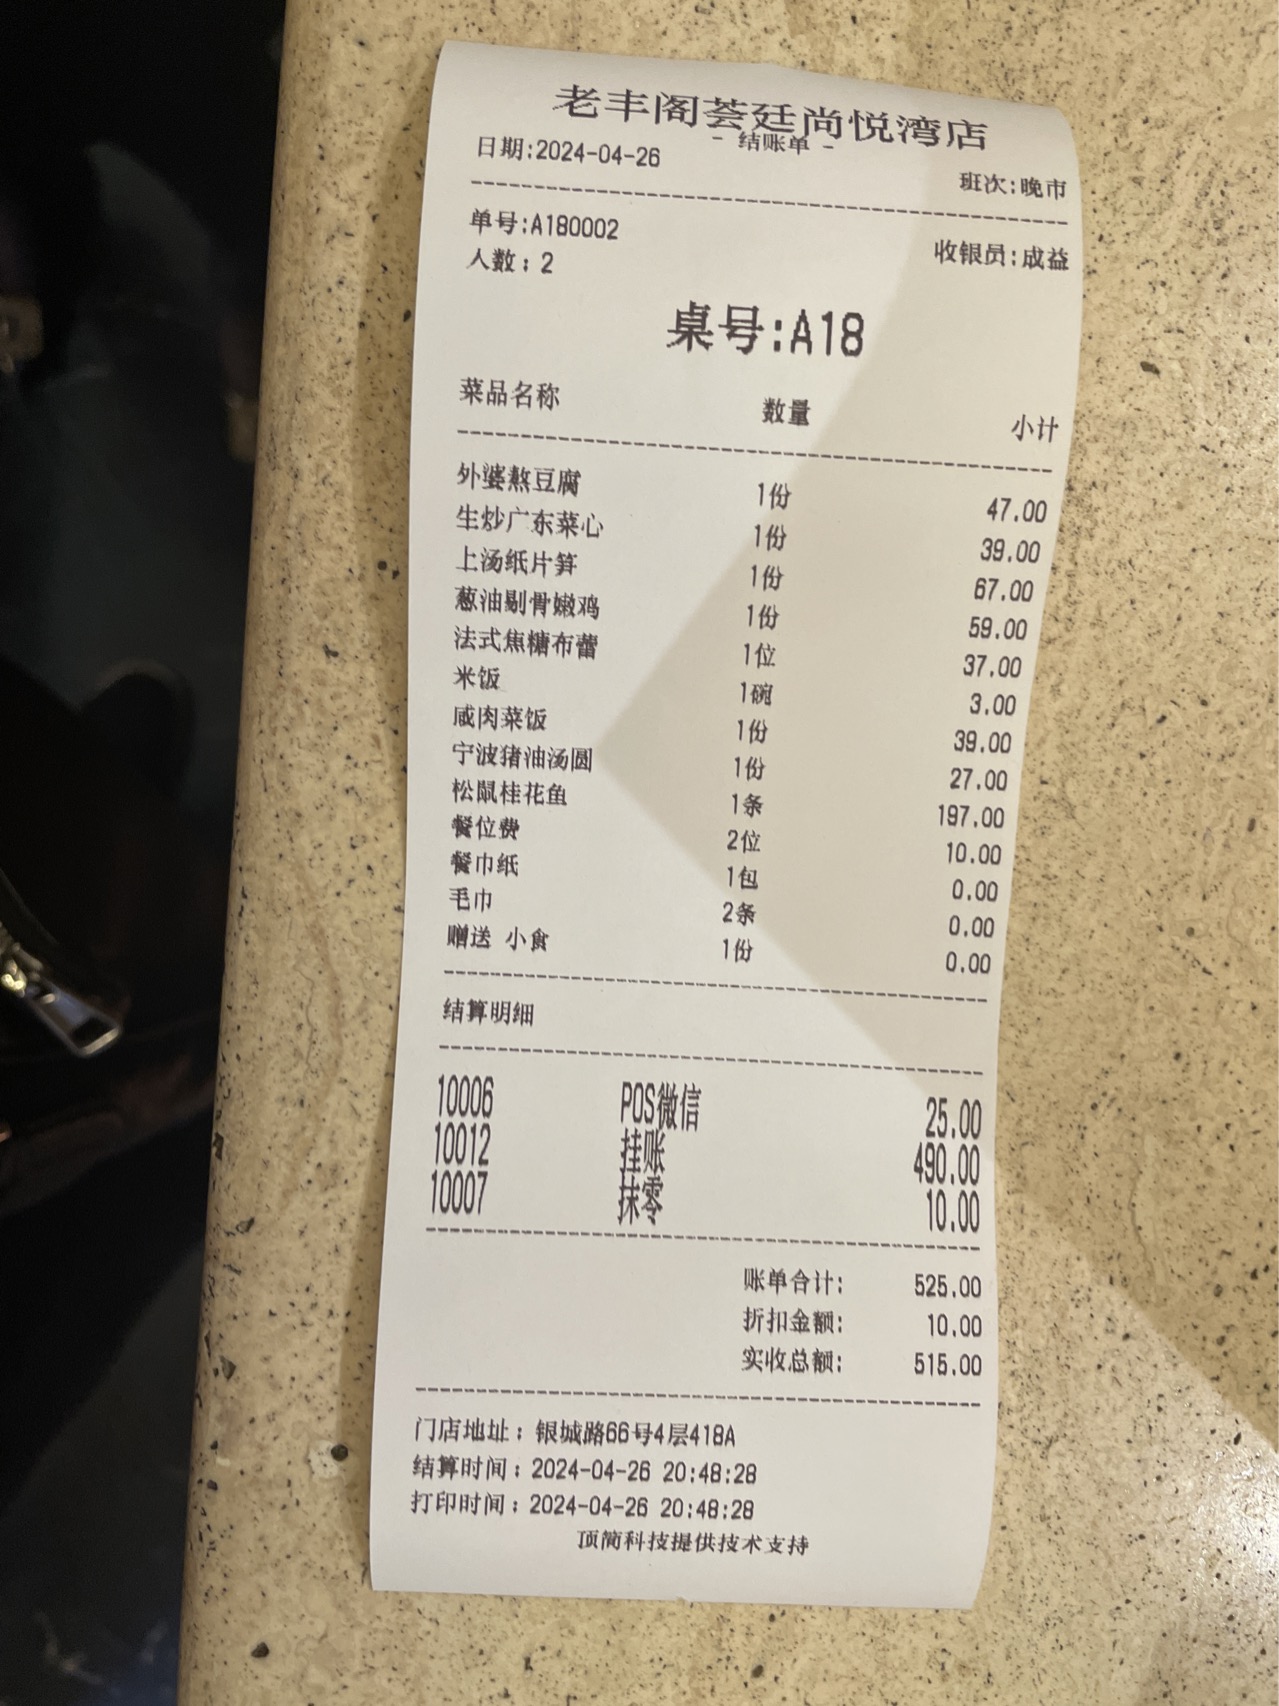 老丰阁荟廷尚悦湾店
- 结账单 -
日期:2024-04-26 班次:晚市
单号:A180002 收银员:成益
人数:2
桌号:A18
菜品名称 数量 小计
外婆熬豆腐 1份 47.00
生炒广东菜心 1份 39.00
上汤纸片笋 1份 67.00
葱油剔骨嫩鸡 1份 59.00
法式焦糖布蕾 1位 37.00
米饭 1碗 3.00
咸肉菜饭 1份 39.00
宁波猪油汤圆 1份 27.00
松鼠桂花鱼 1条 197.00
餐位费 2位 10.00
餐巾纸 1包 0.00
毛巾 2条 0.00
赠送 小食 1份 0.00
结算明细
10006 POS微信 25.00
10012 挂账 490.00
10007 抹零 10.00
账单合计: 525.00
折扣金额: 10.00
实收总额: 515.00
门店地址:银城路66号4层418A
结算时间:2024-04-26 20:48:28
打印时间:2024-04-26 20:48:28
顶简科技提供技术支持